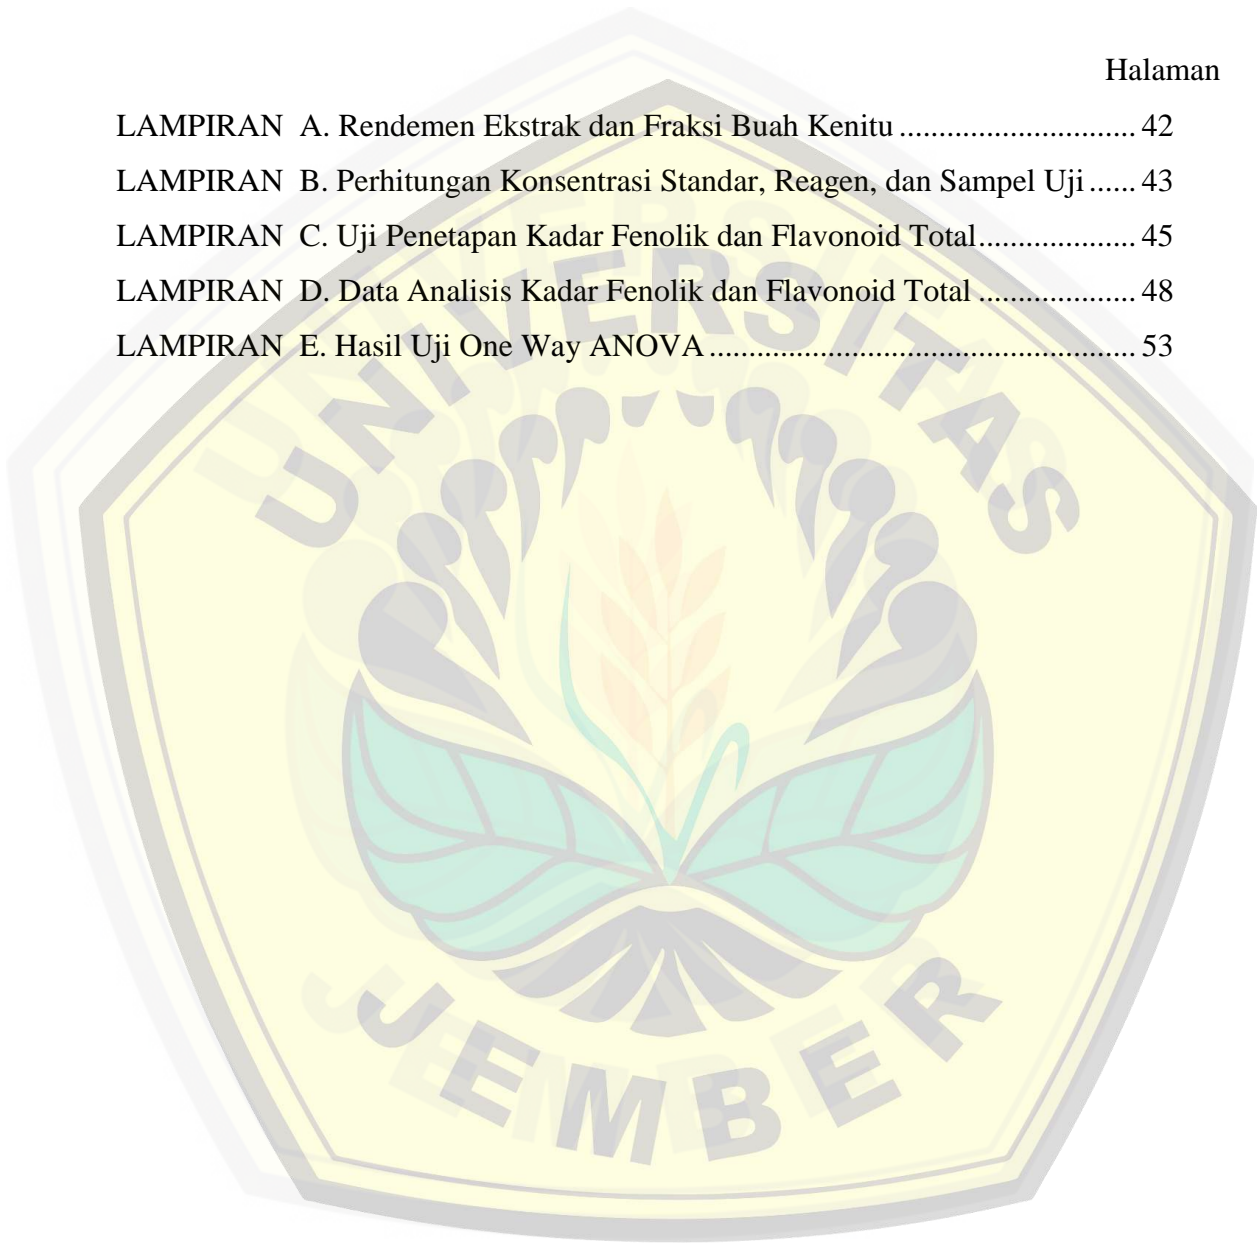 Halaman
LAMPIRAN A. Rendemen Ekstrak dan Fraksi Buah Kenitu .............................. 42
LAMPIRAN B. Perhitungan Konsentrasi Standar, Reagen, dan Sampel Uji ...... 43
LAMPIRAN C. Uji Penetapan Kadar Fenolik dan Flavonoid Total.................... 45
LAMPIRAN D. Data Analisis Kadar Fenolik dan Flavonoid Total .................... 48
LAMPIRAN E. Hasil Uji One Way ANOVA ...................................................... 53
UNIVERSITAS
JEMBER